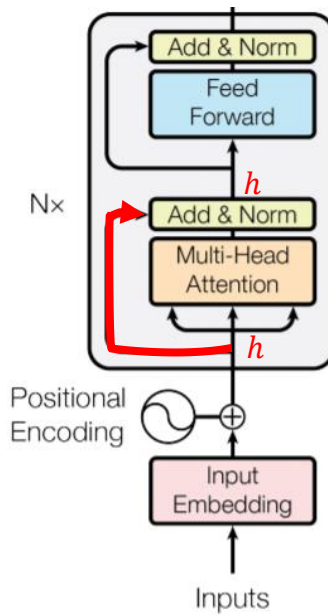 Add & Norm
Feed
Forward
h
N×
Add & Norm
Multi-Head
Attention
h
Positional
Encoding
Input
Embedding
Inputs